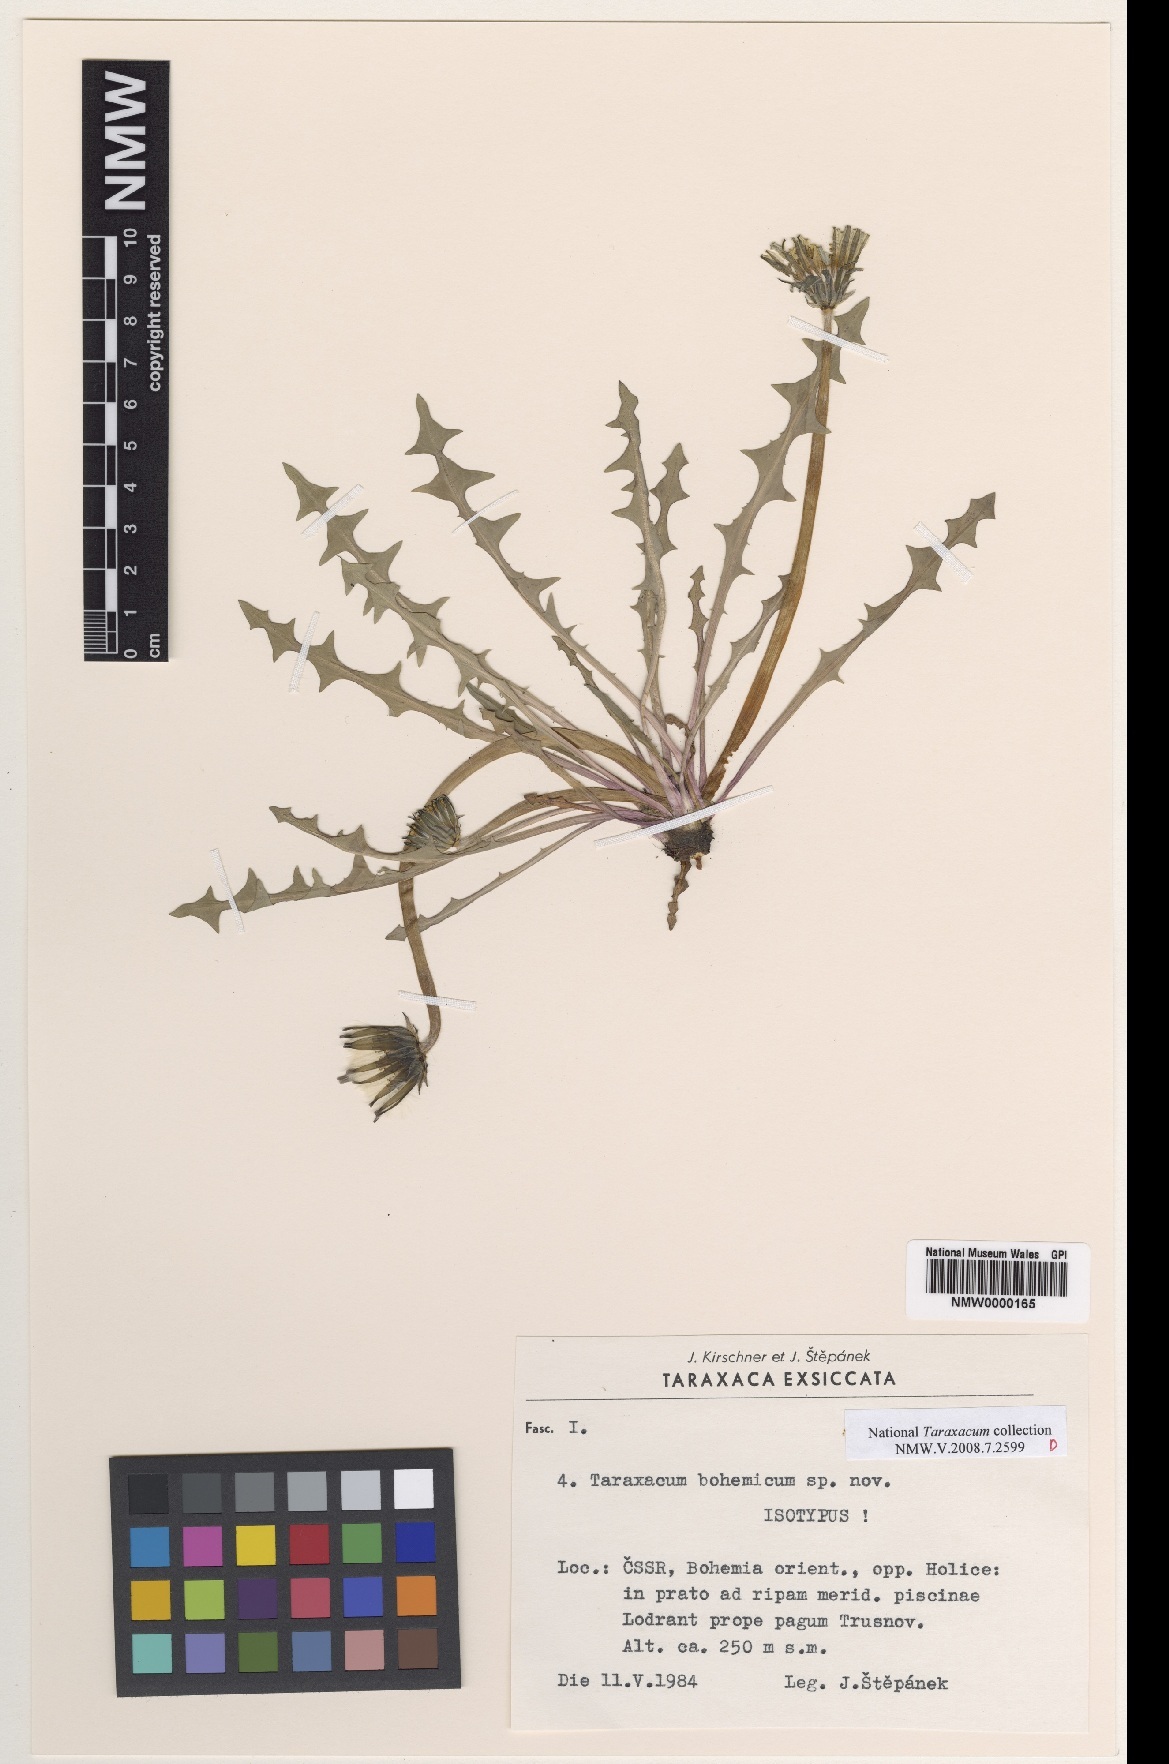 NMW
0 1 2 3 4 5 6 7 8 9 10
cm
copyright reserved
National Museum Wales GPI
NMW0000165
J. Kirschner et J. Štěpánek
TARAXACA EXSICCATA
Fasc. I.
National Taraxacum collection
NMW.V.2008.7.2599 D
4. Taraxacum bohemicum sp. nov.
ISOTYPUS !
Loc.: ČSSR, Bohemia orient., opp. Holice:
in prato ad ripam merid. piscinae
Lodrant prope pagum Trusnov.
Alt. ca. 250 m s.m.
Die 11.V.1984 Leg. J.Štěpánek